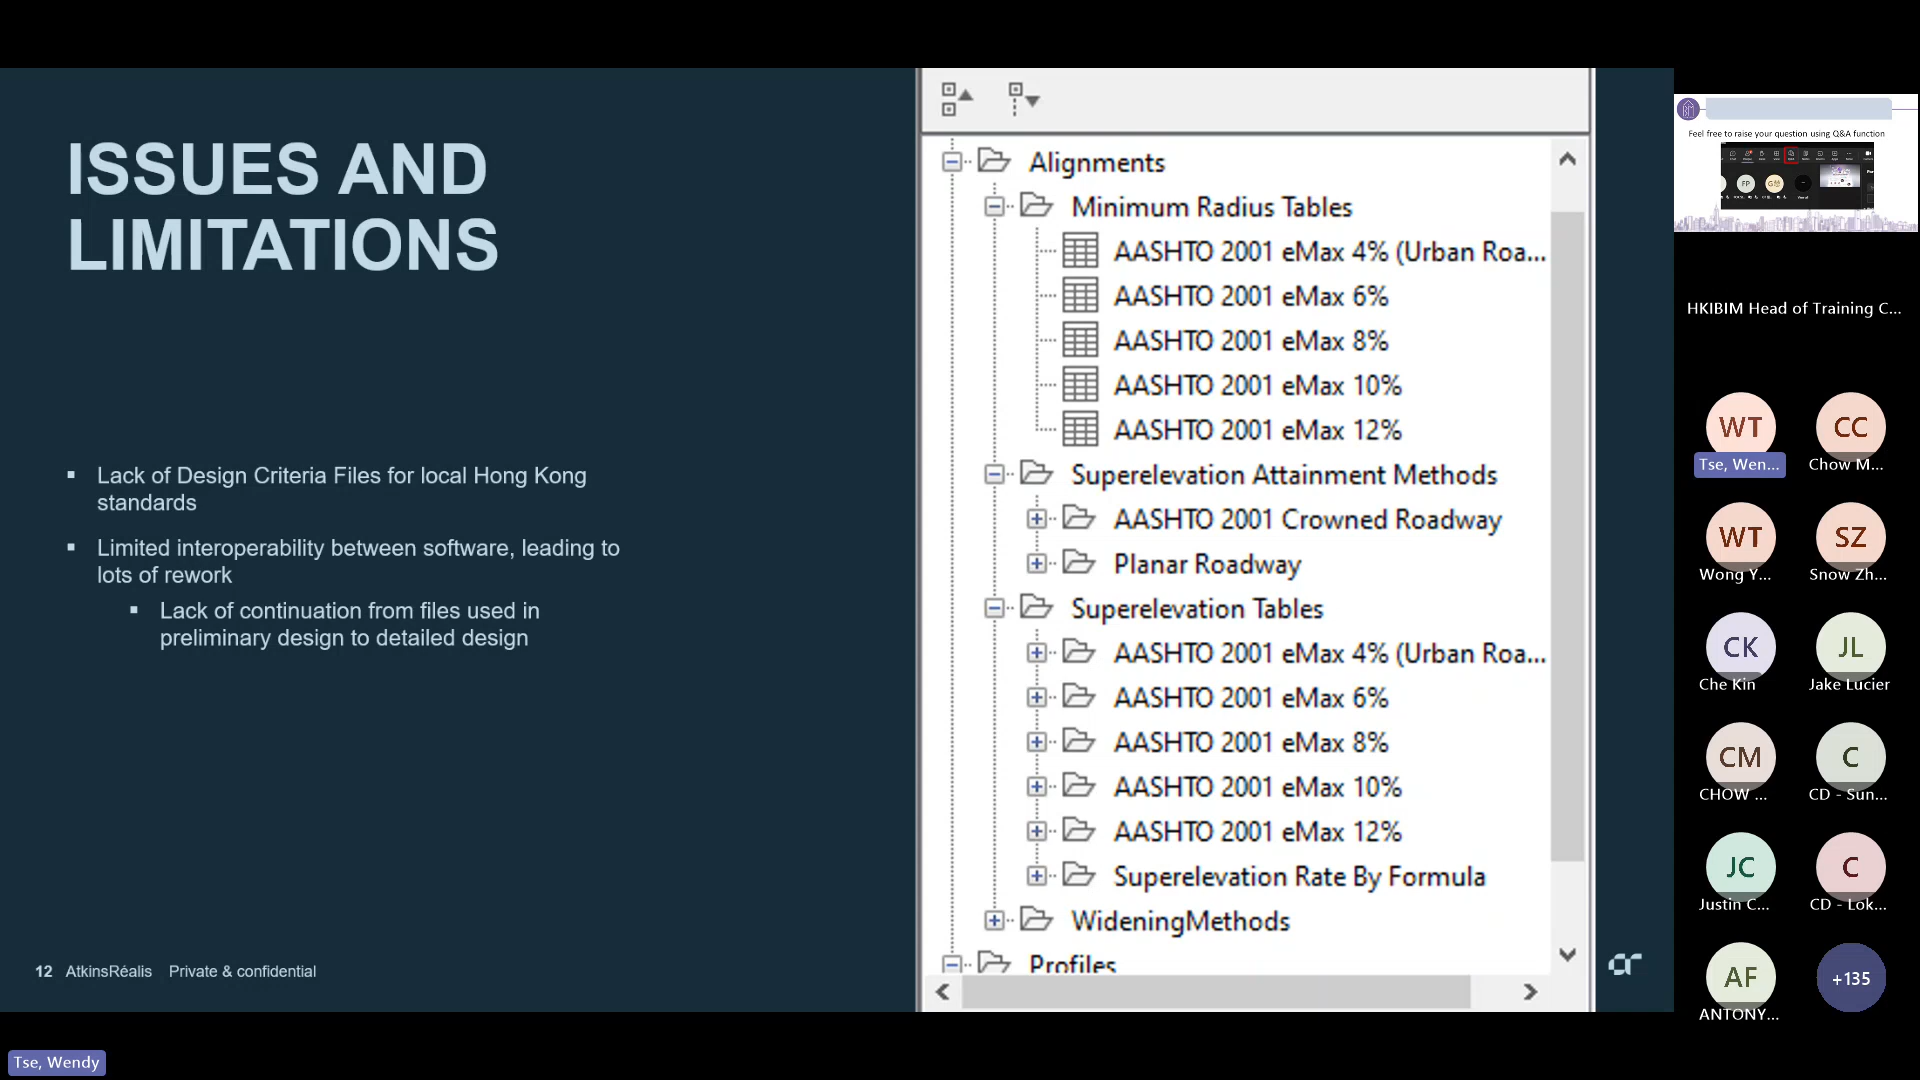 ISSUES AND
LIMITATIONS
Lack of Design Criteria Files for local Hong Kong
standards
Limited interoperability between software, leading to
lots of rework
Lack of continuation from files used in
preliminary design to detailed design
12 AtkinsRéalis Private & confidential
Alignments
Minimum Radius Tables
AASHTO 2001 eMax 4% (Urban Roa...
AASHTO 2001 eMax 6%
AASHTO 2001 eMax 8%
AASHTO 2001 eMax 10%
AASHTO 2001 eMax 12%
Superelevation Attainment Methods
AASHTO 2001 Crowned Roadway
Planar Roadway
Superelevation Tables
AASHTO 2001 eMax 4% (Urban Roa...
AASHTO 2001 eMax 6%
AASHTO 2001 eMax 8%
AASHTO 2001 eMax 10%
AASHTO 2001 eMax 12%
Superelevation Rate By Formula
WideningMethods
Profiles
Feel free to raise your question using Q&A function
FP
HKIBIM Head of Training C...
WT CC
Tse, Wen... Chow M...
WT SZ
Wong Y... Snow Zh...
CK JL
Che Kin Jake Lucier
CM C
CHOW ... CD - Sun...
JC C
Justin C... CD - Lok...
AF +135
ANTONY...
Tse, Wendy